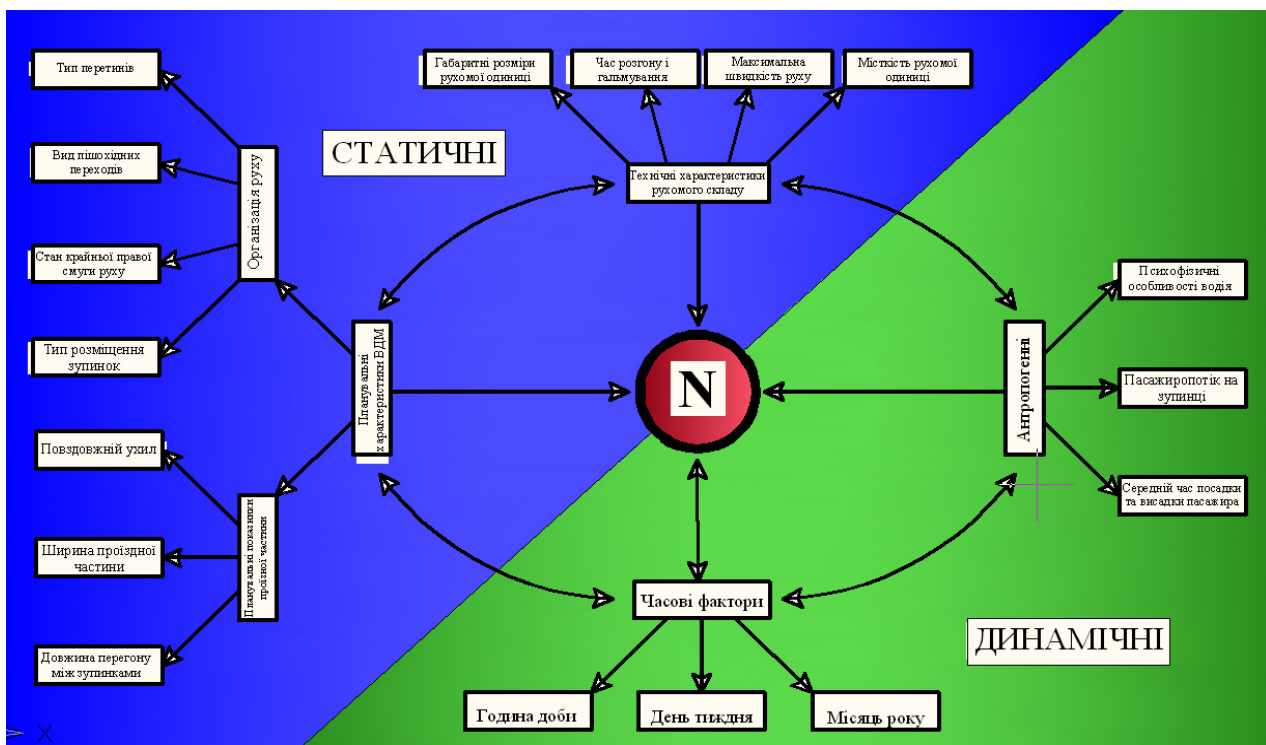 Тип перетинів
Вид пішохідних
переходів
Стан крайньої правої
смуги руху
Тип розміщення
зупинок
Організація руху
СТАТИЧНІ
Габаритні розміри
рухомої одиниці
Час розгону і
гальмування
Максимальна
швидкість руху
Місткість рухомої
одиниці
Технічні характеристики
рухомого складу
Планувальні
характеристики ВДМ
N
Антропогенні
Психофізичні
особливості водія
Пасажиропотік на
зупинці
Середній час посадки
та висадки пасажира
Повздовжній ухил
Ширина проїздної
частини
Довжина перегону
між зупинками
Планувальні показники
проїзної частини
Часові фактори
ДИНАМІЧНІ
Година доби
День тиждня
Місяць року
X